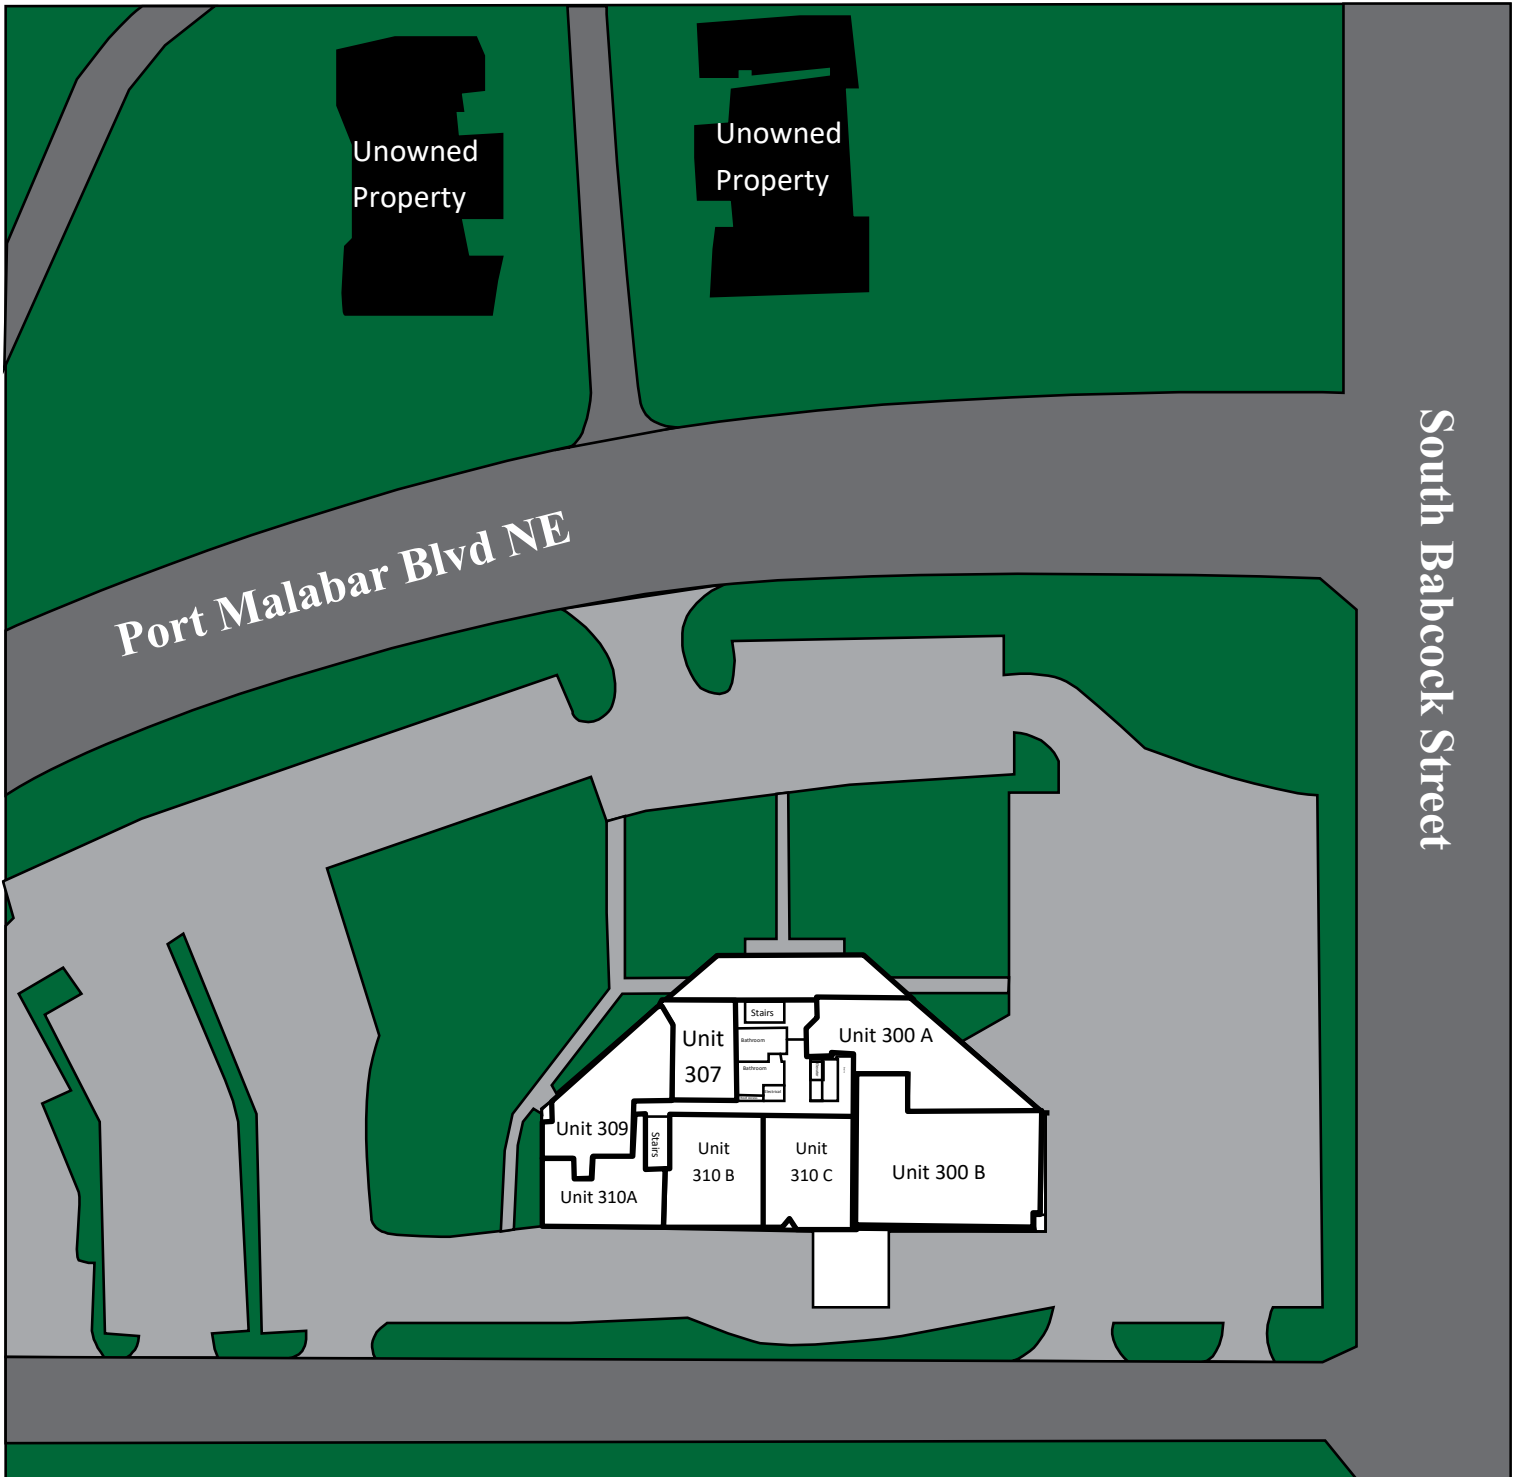 Unowned
Property
Unowned
Property
South Babcock Street
Port Malabar Blvd NE
Stairs
Unit 300 A
Unit
307
Bathroom
Bathroom
Electrical
Unit 309
Stairs
Unit
310 B
Unit
310 C
Unit 300 B
Unit 310A